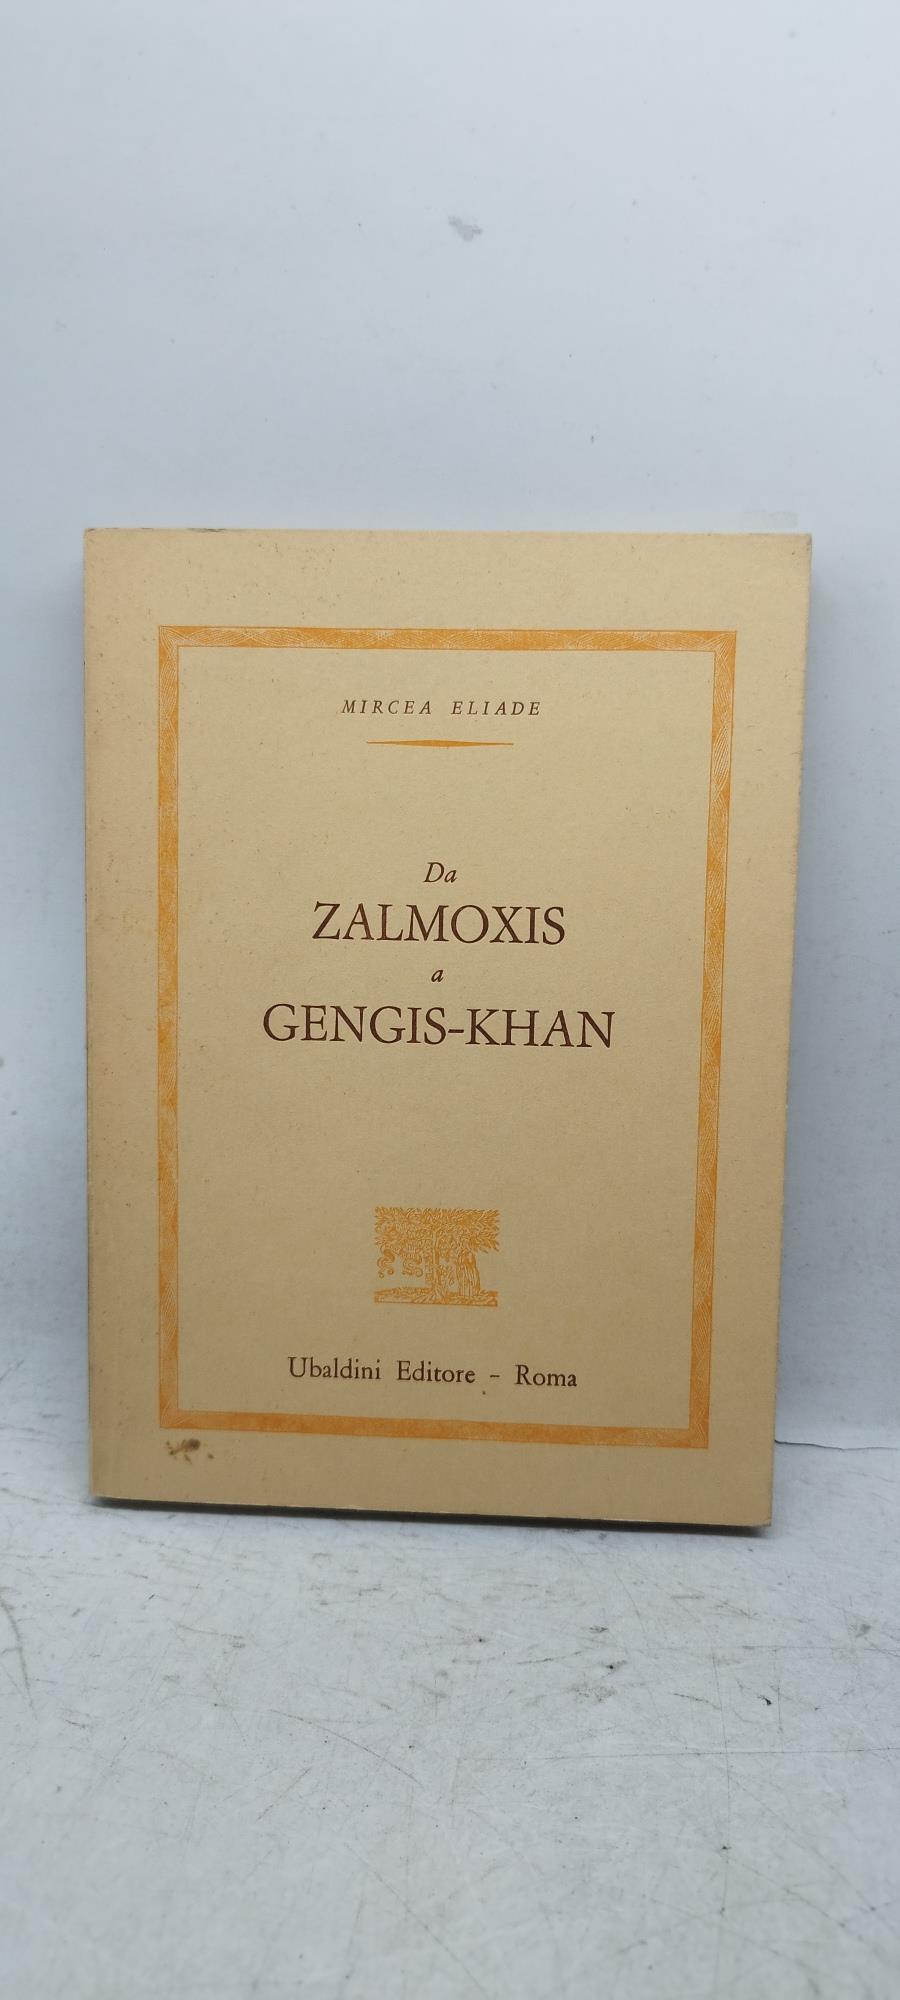 MIRCEA ELIADE
Da
ZALMOXIS
a
GENGIS-KHAN
Ubaldini Editore - Roma